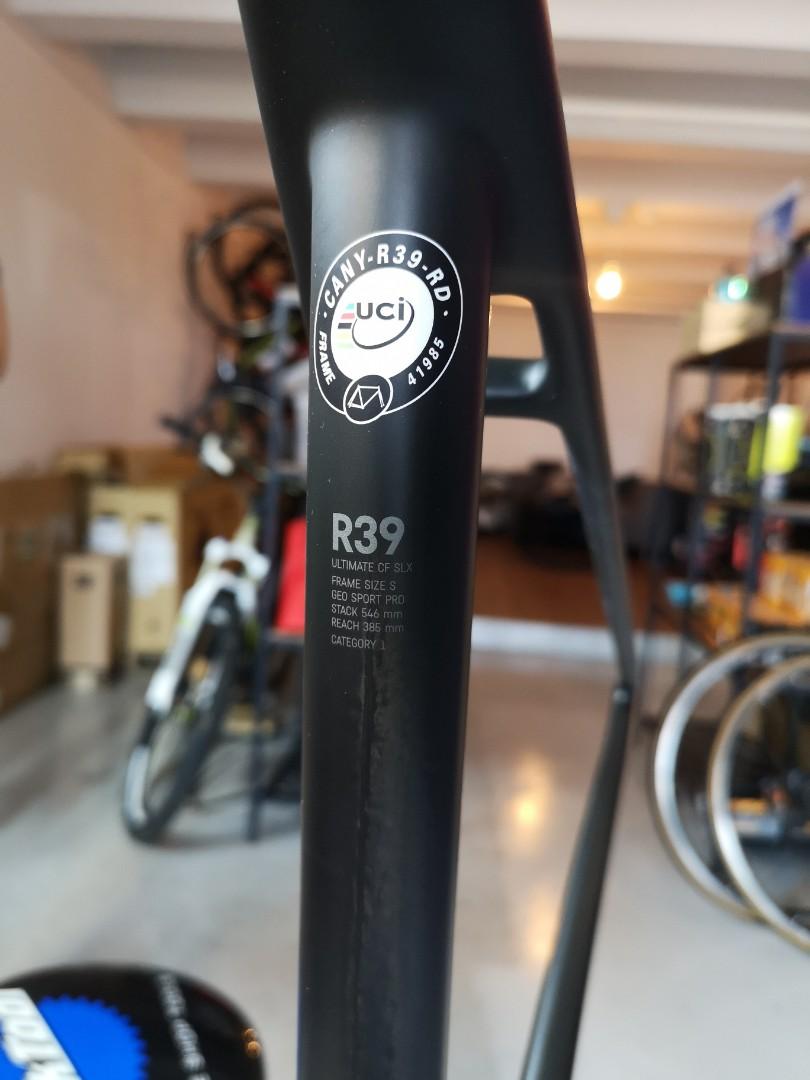 CANY-R39-RD
uci
FRAME
41985
R39
ULTIMATE CF SLX
FRAME SIZE S
GEO SPORT PRO
STACK 546 mm
REACH 385 mm
CATEGORY 1